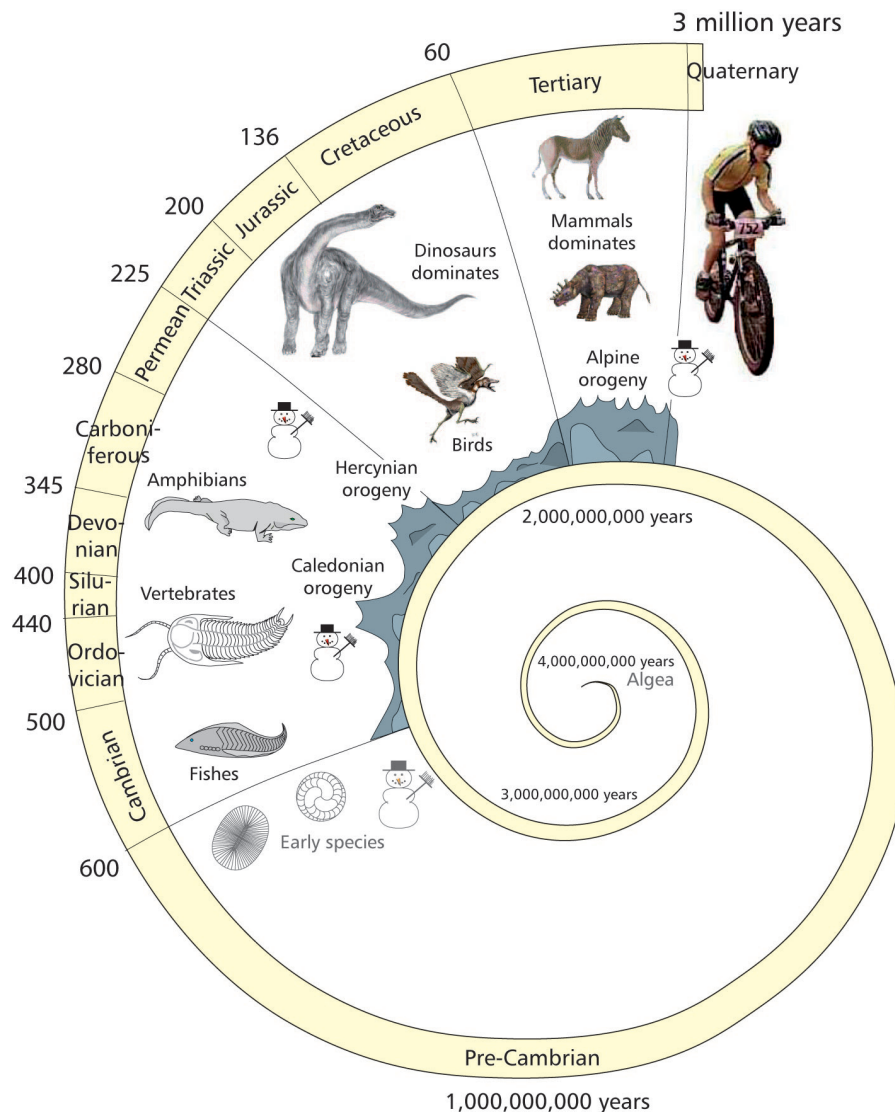 3 million years
Quaternary
Tertiary
60
Cretaceous
136
Jurassic
200
Triassic
225
Permean
280
Carboni-
ferous
345
Devo-
nian
400
Silu-
rian
440
Ordo-
vician
500
Cambrian
600
Mammals
dominates
752
Dinosaurs
dominates
Alpine
orogeny
Birds
Hercynian
orogeny
Amphibians
Caledonian
orogeny
Vertebrates
Fishes
Early species
2,000,000,000 years
4,000,000,000 years
Algea
3,000,000,000 years
Pre-Cambrian
1,000,000,000 years